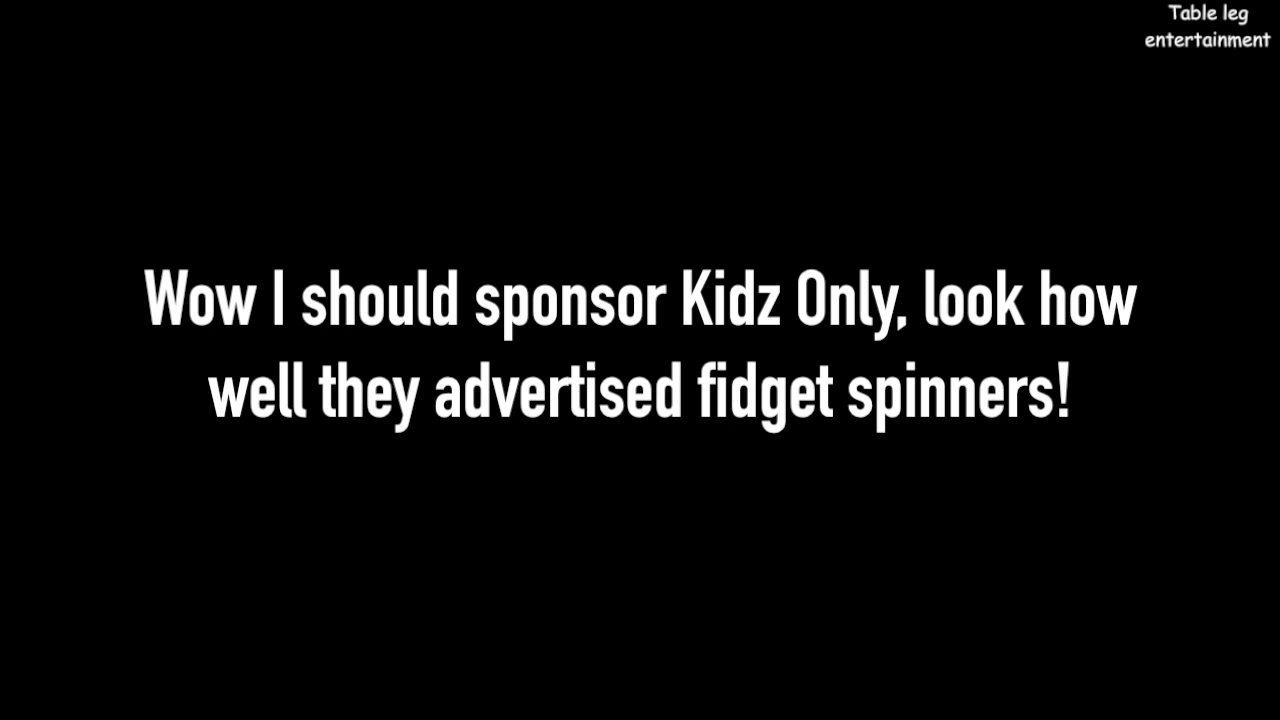 Table leg
entertainment
Wow I should sponsor Kidz Only, look how
well they advertised fidget spinners!